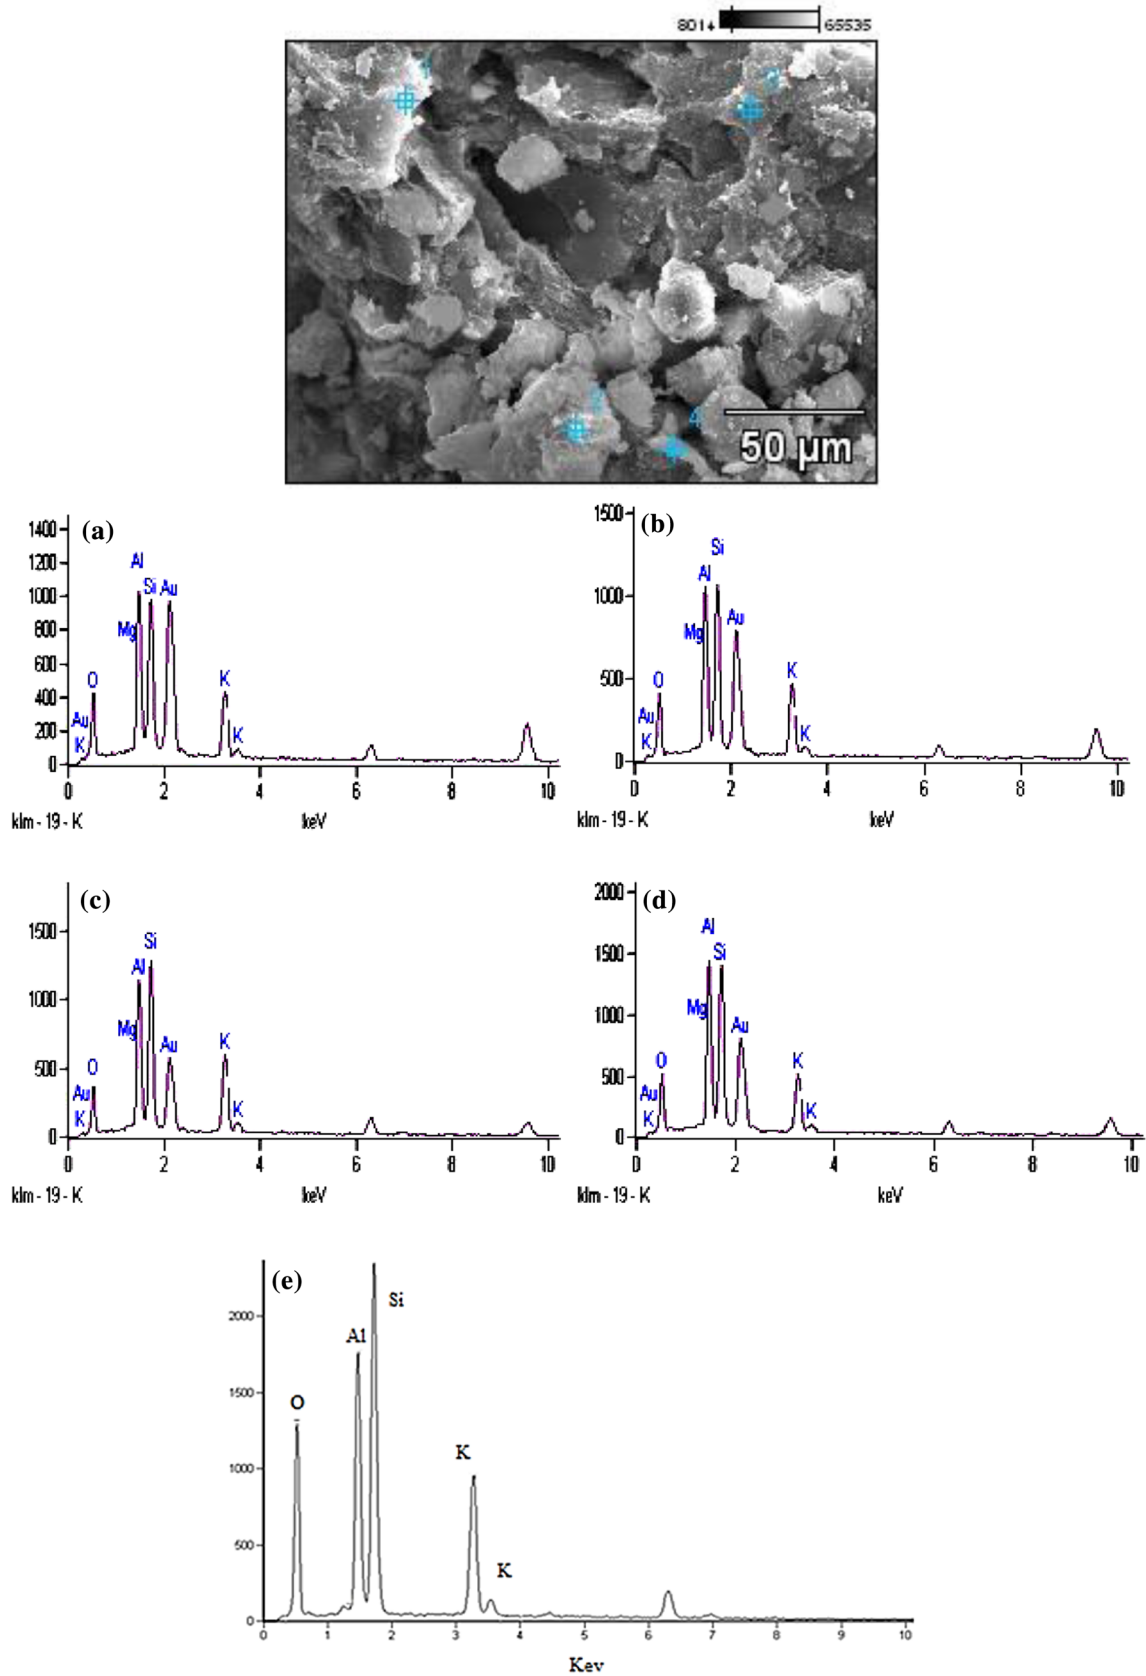 801+ 65535
1
2
3
4
50 µm
(a)
1400
1200
1000
800
600
400
200
0
Al
Si Au
Mg
O
Au
K
K
K
0 2 4 6 8 10
klm - 19 - K keV
(b)
1500
1000
500
0
Si
Al
Au
Mg
O
Au
K
K
K
0 2 4 6 8 10
klm - 19 - K keV
(c)
1500
1000
500
0
Si
Al
Mg
Au
O
Au
K
K
K
0 2 4 6 8 10
klm - 19 - K keV
(d)
2000
1500
1000
500
0
Al
Si
Mg
Au
O
Au
K
K
K
0 2 4 6 8 10
klm - 19 - K keV
(e)
2000
1500
1000
500
0
Si
Al
O
K
K
0 1 2 3 4 5 6 7 8 9 10
Kev